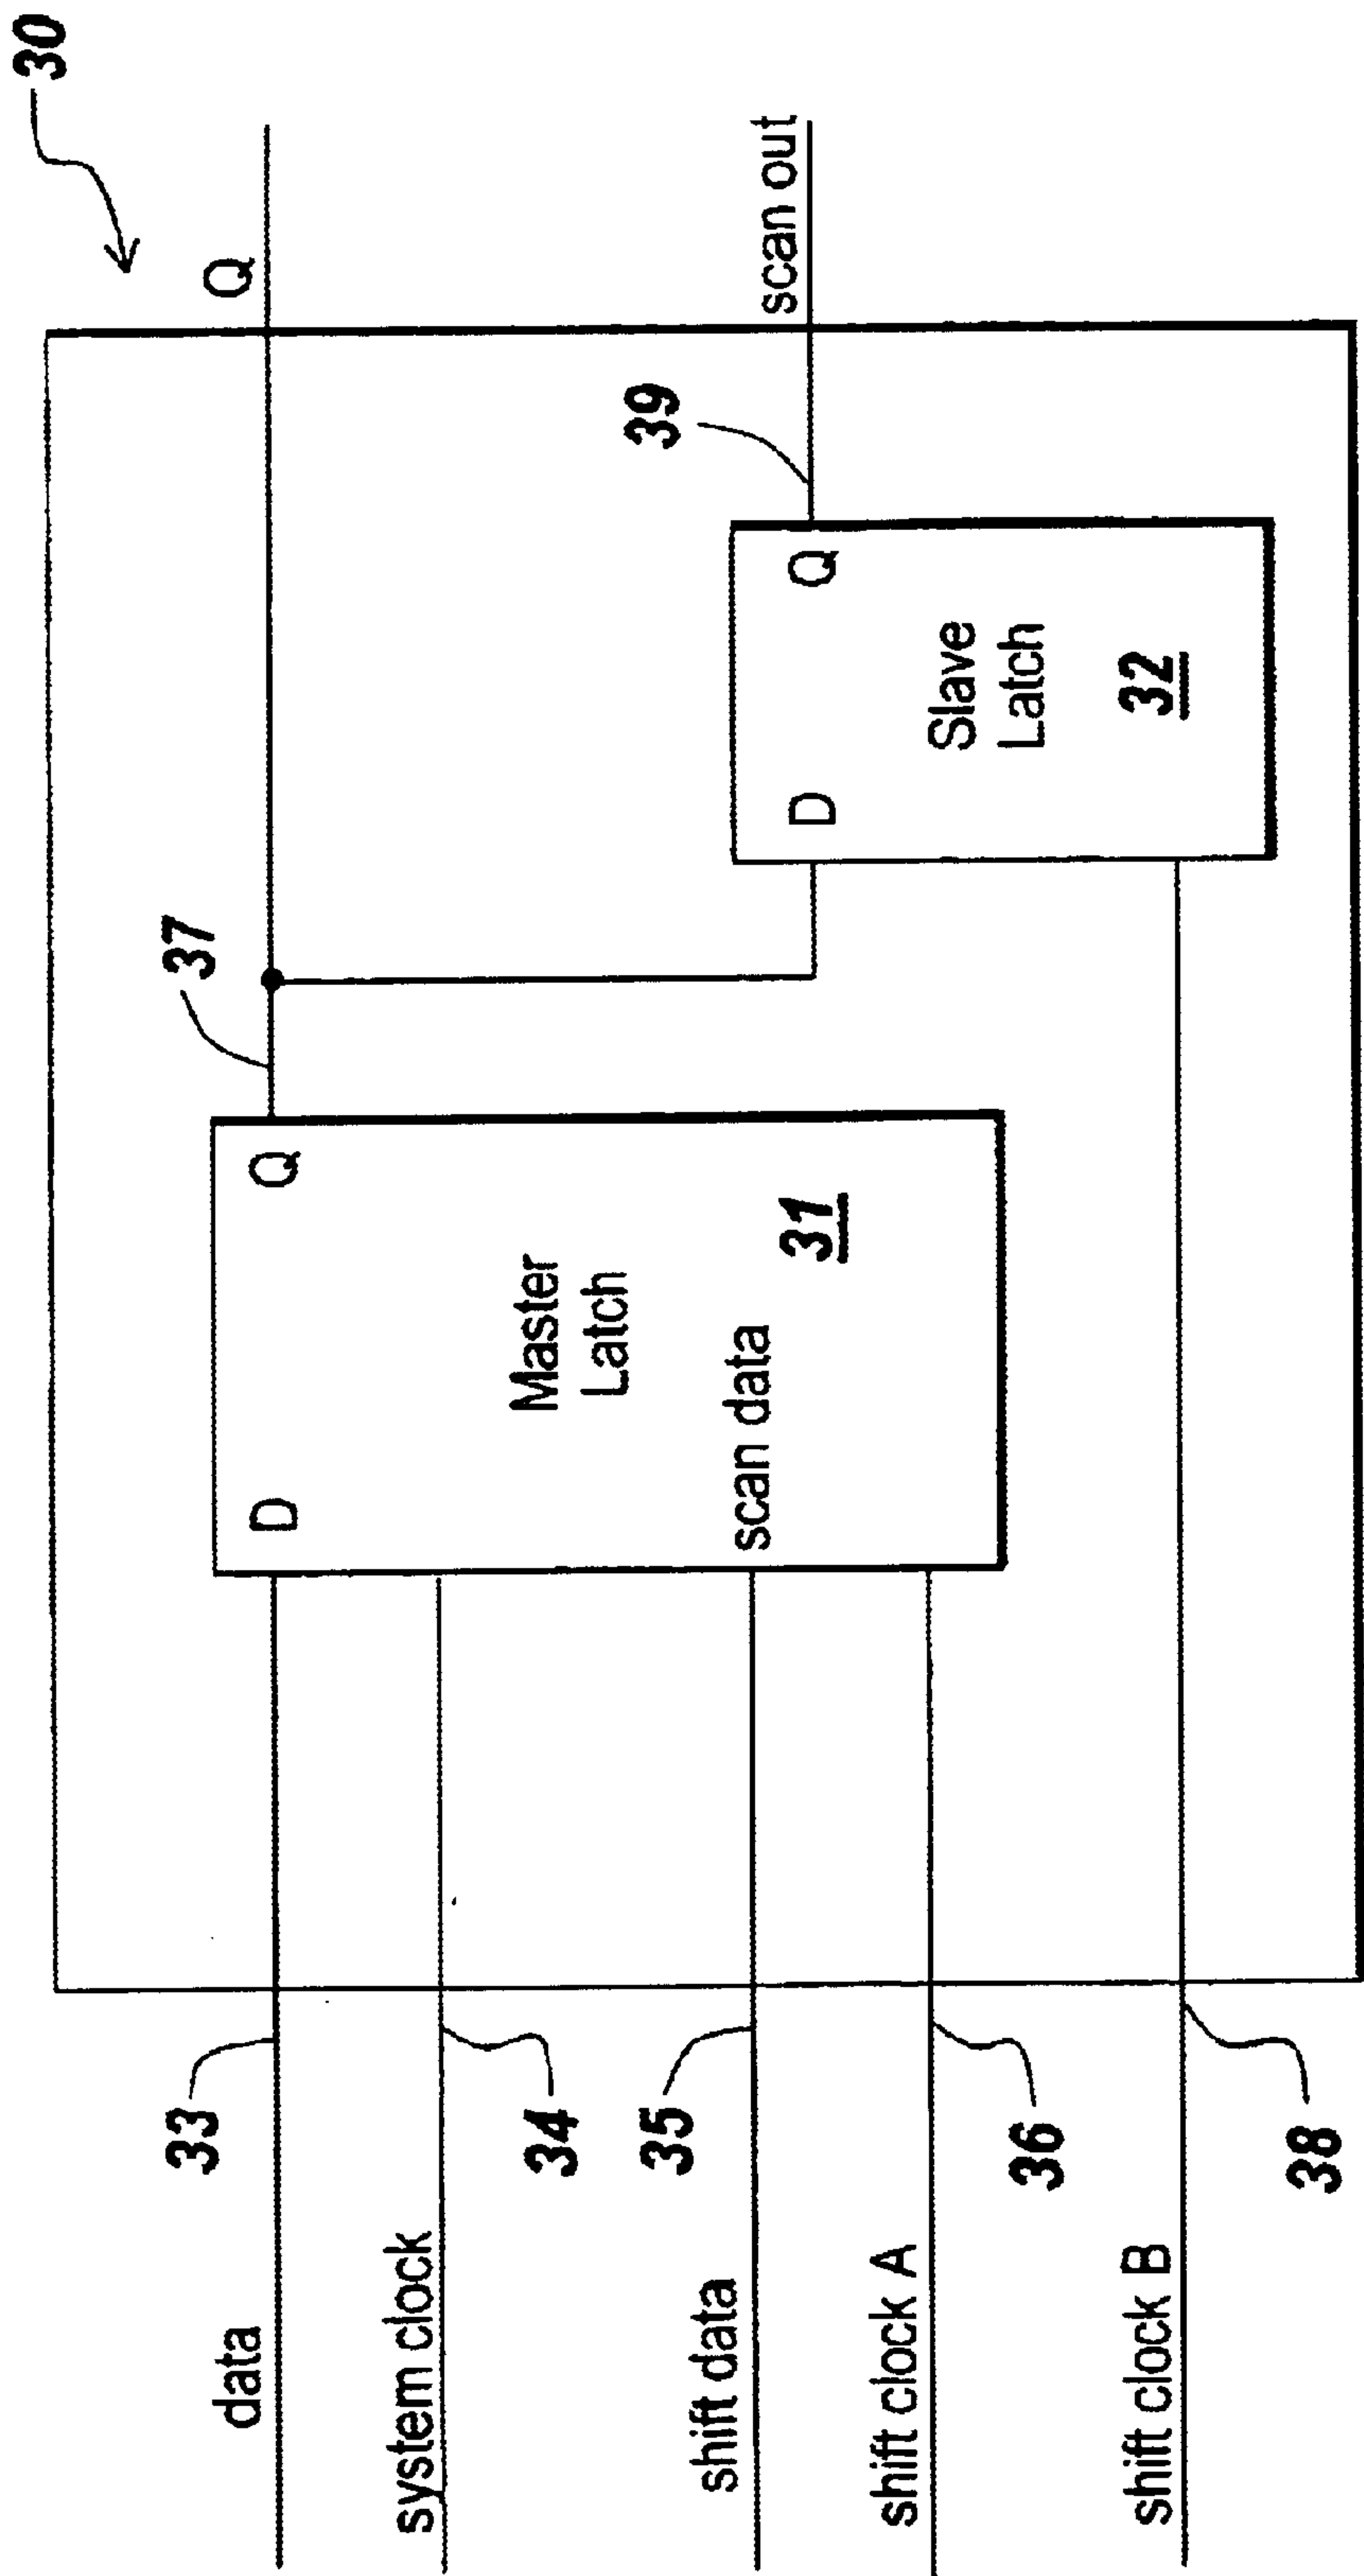 30
Q
37
data
33
D
Q
system clock
34
Master
Latch
39
scan out
shift data
35
scan data
31
D
Q
shift clock A
36
Slave
Latch
32
shift clock B
38